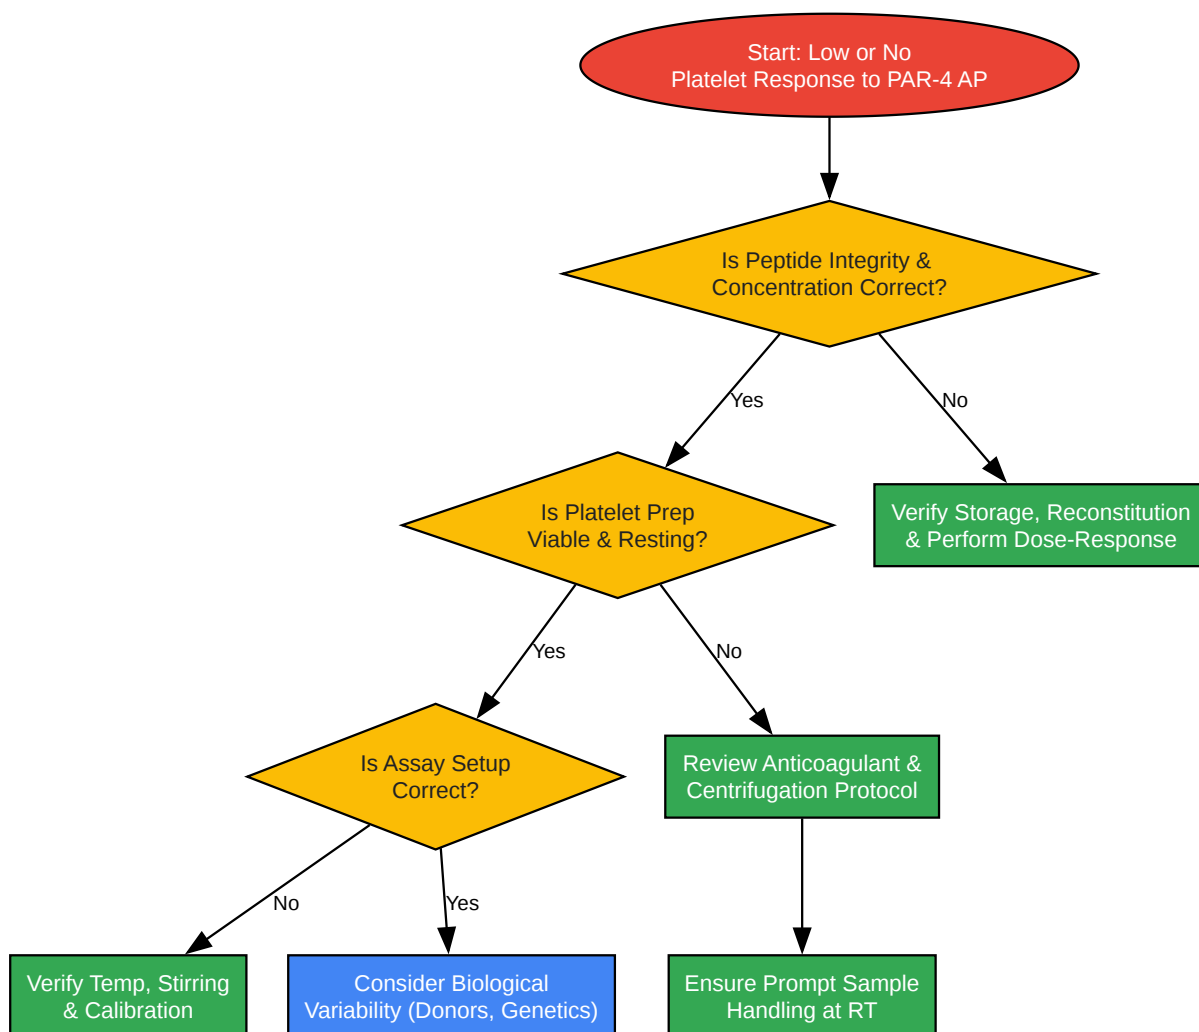 Start: Low or No
Platelet Response to PAR-4 AP
Is Peptide Integrity &
Concentration Correct?
Yes
No
Is Platelet Prep
Viable & Resting?
Verify Storage, Reconstitution
& Perform Dose-Response
Yes
No
Is Assay Setup
Correct?
Review Anticoagulant &
Centrifugation Protocol
No
Yes
Verify Temp, Stirring
& Calibration
Consider Biological
Variability (Donors, Genetics)
Ensure Prompt Sample
Handling at RT